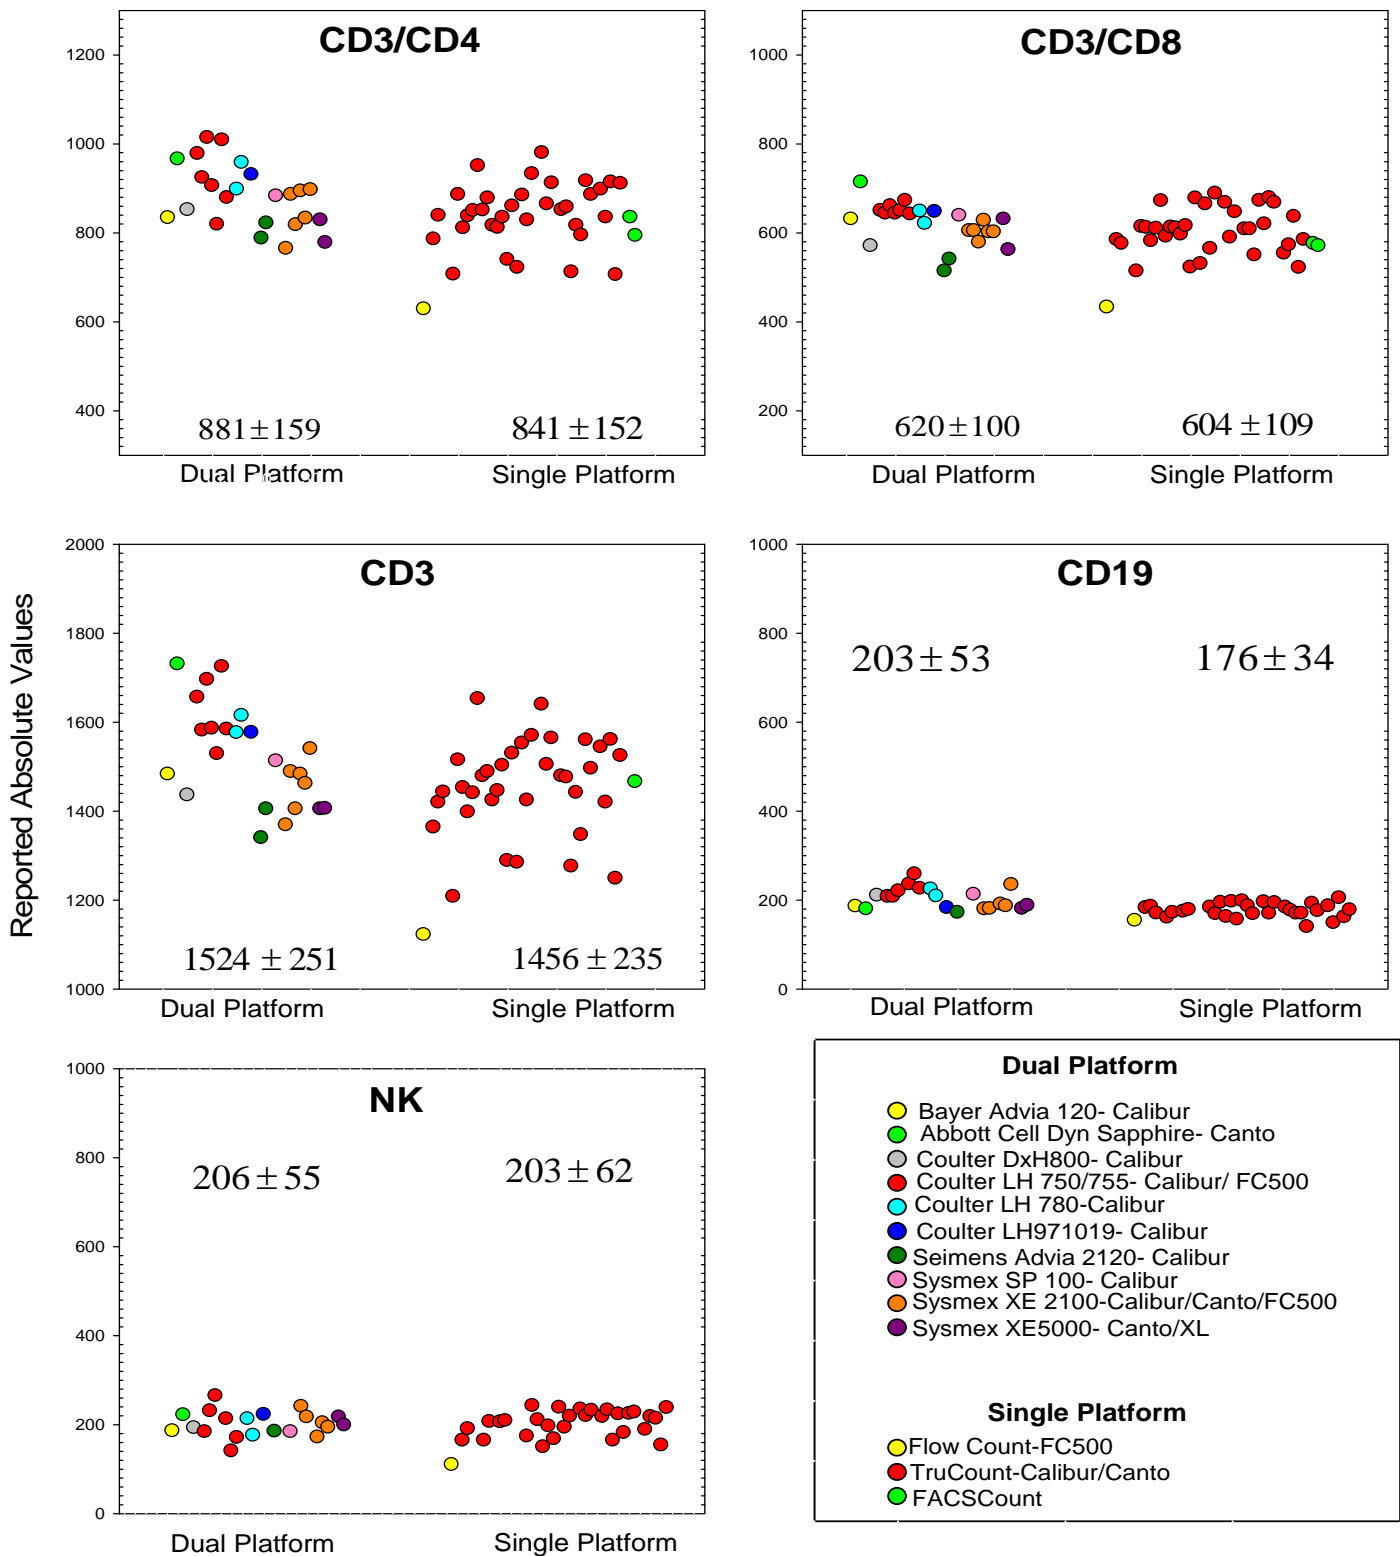 CD3/CD4
1200
1000
800
600
400
881±159
841 ±152
Dual Platform
Single Platform
CD3/CD8
1000
800
600
400
200
620±100
604 ±109
Dual Platform
Single Platform
Reported Absolute Values
CD3
2000
1800
1600
1400
1200
1000
1524 ±251
1456 ±235
Dual Platform
Single Platform
CD19
1000
800
600
400
200
0
203±53
176±34
Dual Platform
Single Platform
NK
1000
800
600
400
200
0
206±55
203±62
Dual Platform
Single Platform
Dual Platform
Bayer Advia 120- Calibur
Abbott Cell Dyn Sapphire- Canto
Coulter DxH800- Calibur
Coulter LH 750/755- Calibur/ FC500
Coulter LH 780-Calibur
Coulter LH971019- Calibur
Seimens Advia 2120- Calibur
Sysmex SP 100- Calibur
Sysmex XE 2100-Calibur/Canto/FC500
Sysmex XE5000- Canto/XL
Single Platform
Flow Count-FC500
TruCount-Calibur/Canto
FACSCount